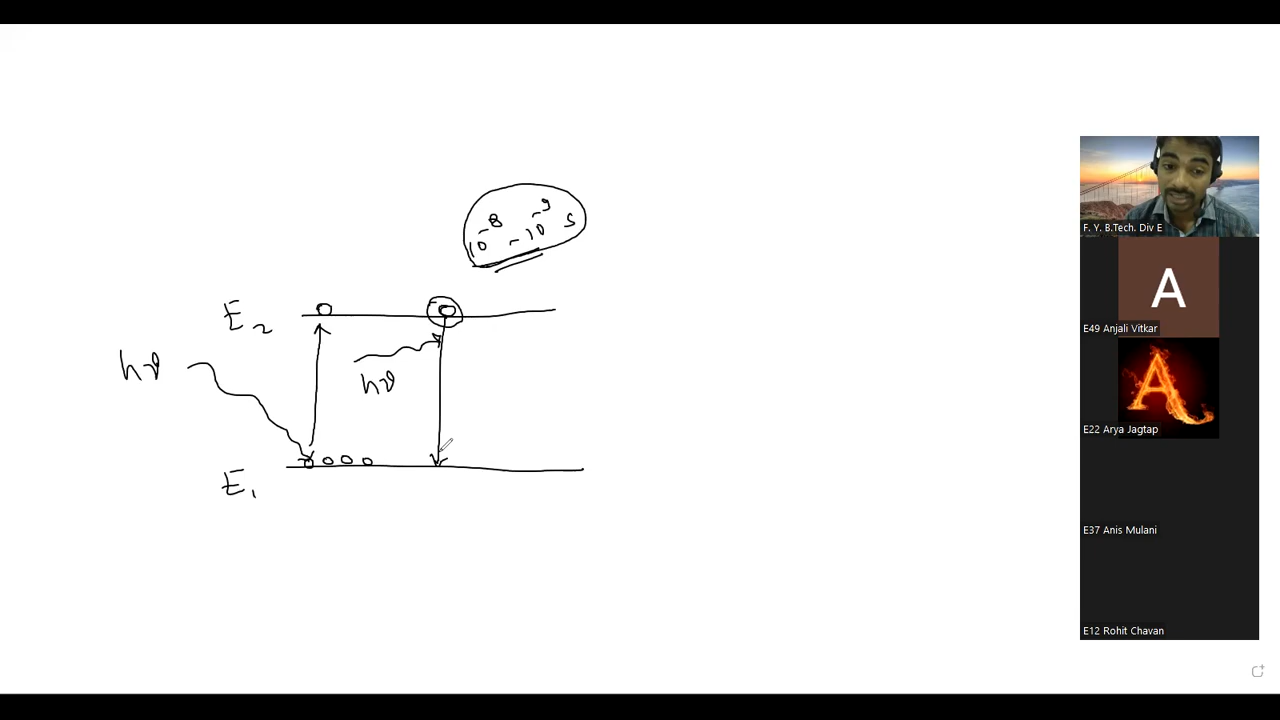 10⁻⁸ - 10⁻⁹ s
E₂
hν
hν
E₁
F. Y. B.Tech. Div E
A
E49 Anjali Vitkar
E22 Arya Jagtap
E37 Anis Mulani
E12 Rohit Chavan